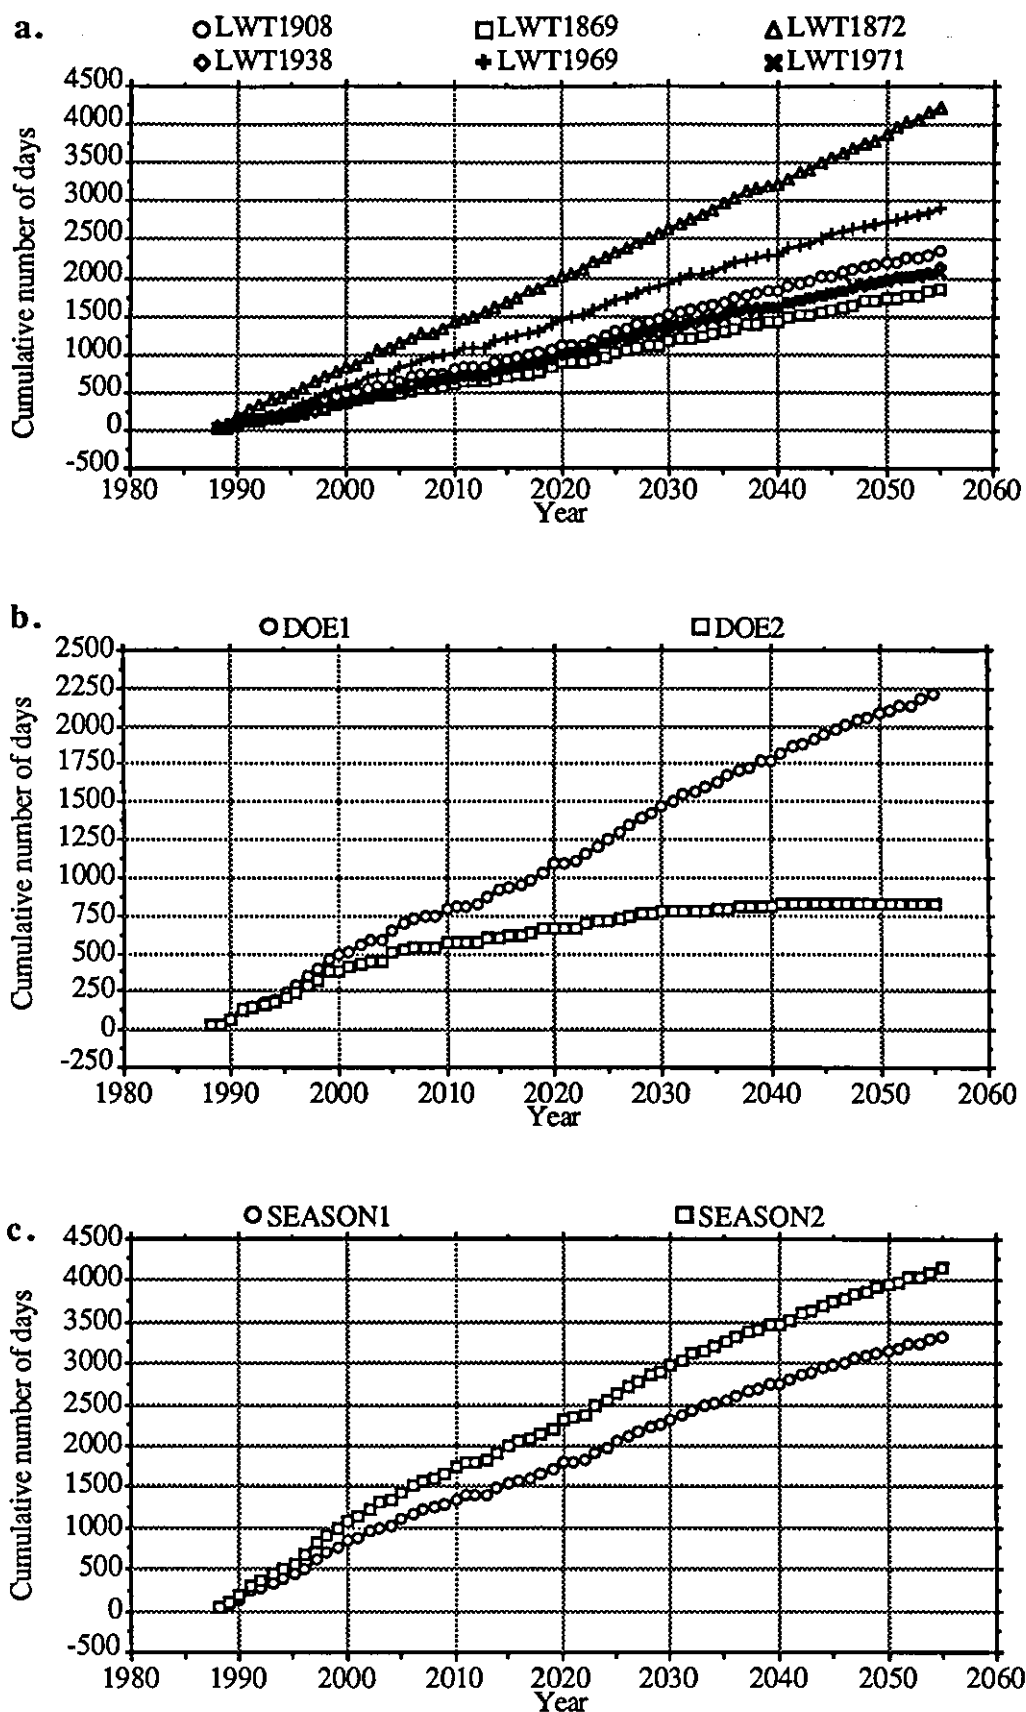 a.
LWT1908 LWT1869 LWT1872
LWT1938 LWT1969 LWT1971
4500
4000
3500
3000
2500
2000
1500
1000
500
0
-500
Cumulative number of days
1980 1990 2000 2010 2020 2030 2040 2050 2060
Year
b.
DOE1 DOE2
2500
2250
2000
1750
1500
1250
1000
750
500
250
0
-250
Cumulative number of days
1980 1990 2000 2010 2020 2030 2040 2050 2060
Year
c.
SEASON1 SEASON2
4500
4000
3500
3000
2500
2000
1500
1000
500
0
-500
Cumulative number of days
1980 1990 2000 2010 2020 2030 2040 2050 2060
Year